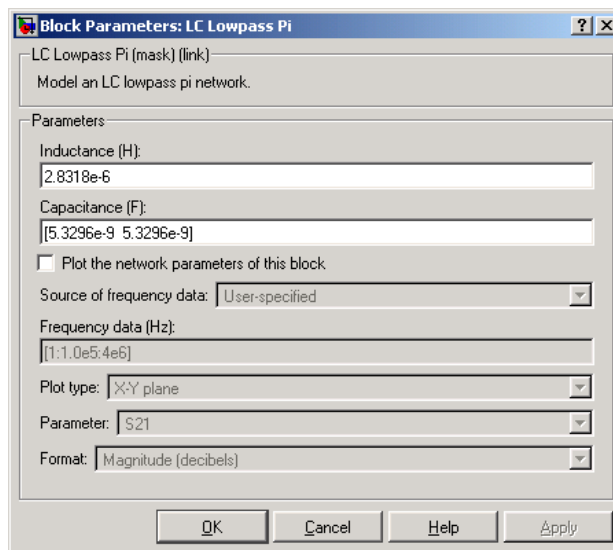 Block Parameters: LC Lowpass Pi
LC Lowpass Pi (mask) (link)
Model an LC lowpass pi network.
Parameters
Inductance (H):
2.8318e-6
Capacitance (F):
[5.3296e-9 5.3296e-9]
Plot the network parameters of this block
Source of frequency data: User-specified
Frequency data (Hz):
[1:1.0e5:4e6]
Plot type: X-Y plane
Parameter: S21
Format: Magnitude (decibels)
OK Cancel Help Apply